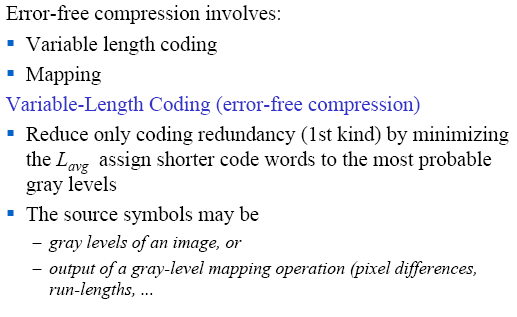 Error-free compression involves:
▪ Variable length coding
▪ Mapping
Variable-Length Coding (error-free compression)
▪ Reduce only coding redundancy (1st kind) by minimizing
the Lavg assign shorter code words to the most probable
gray levels
▪ The source symbols may be
– gray levels of an image, or
– output of a gray-level mapping operation (pixel differences,
run-lengths, ...